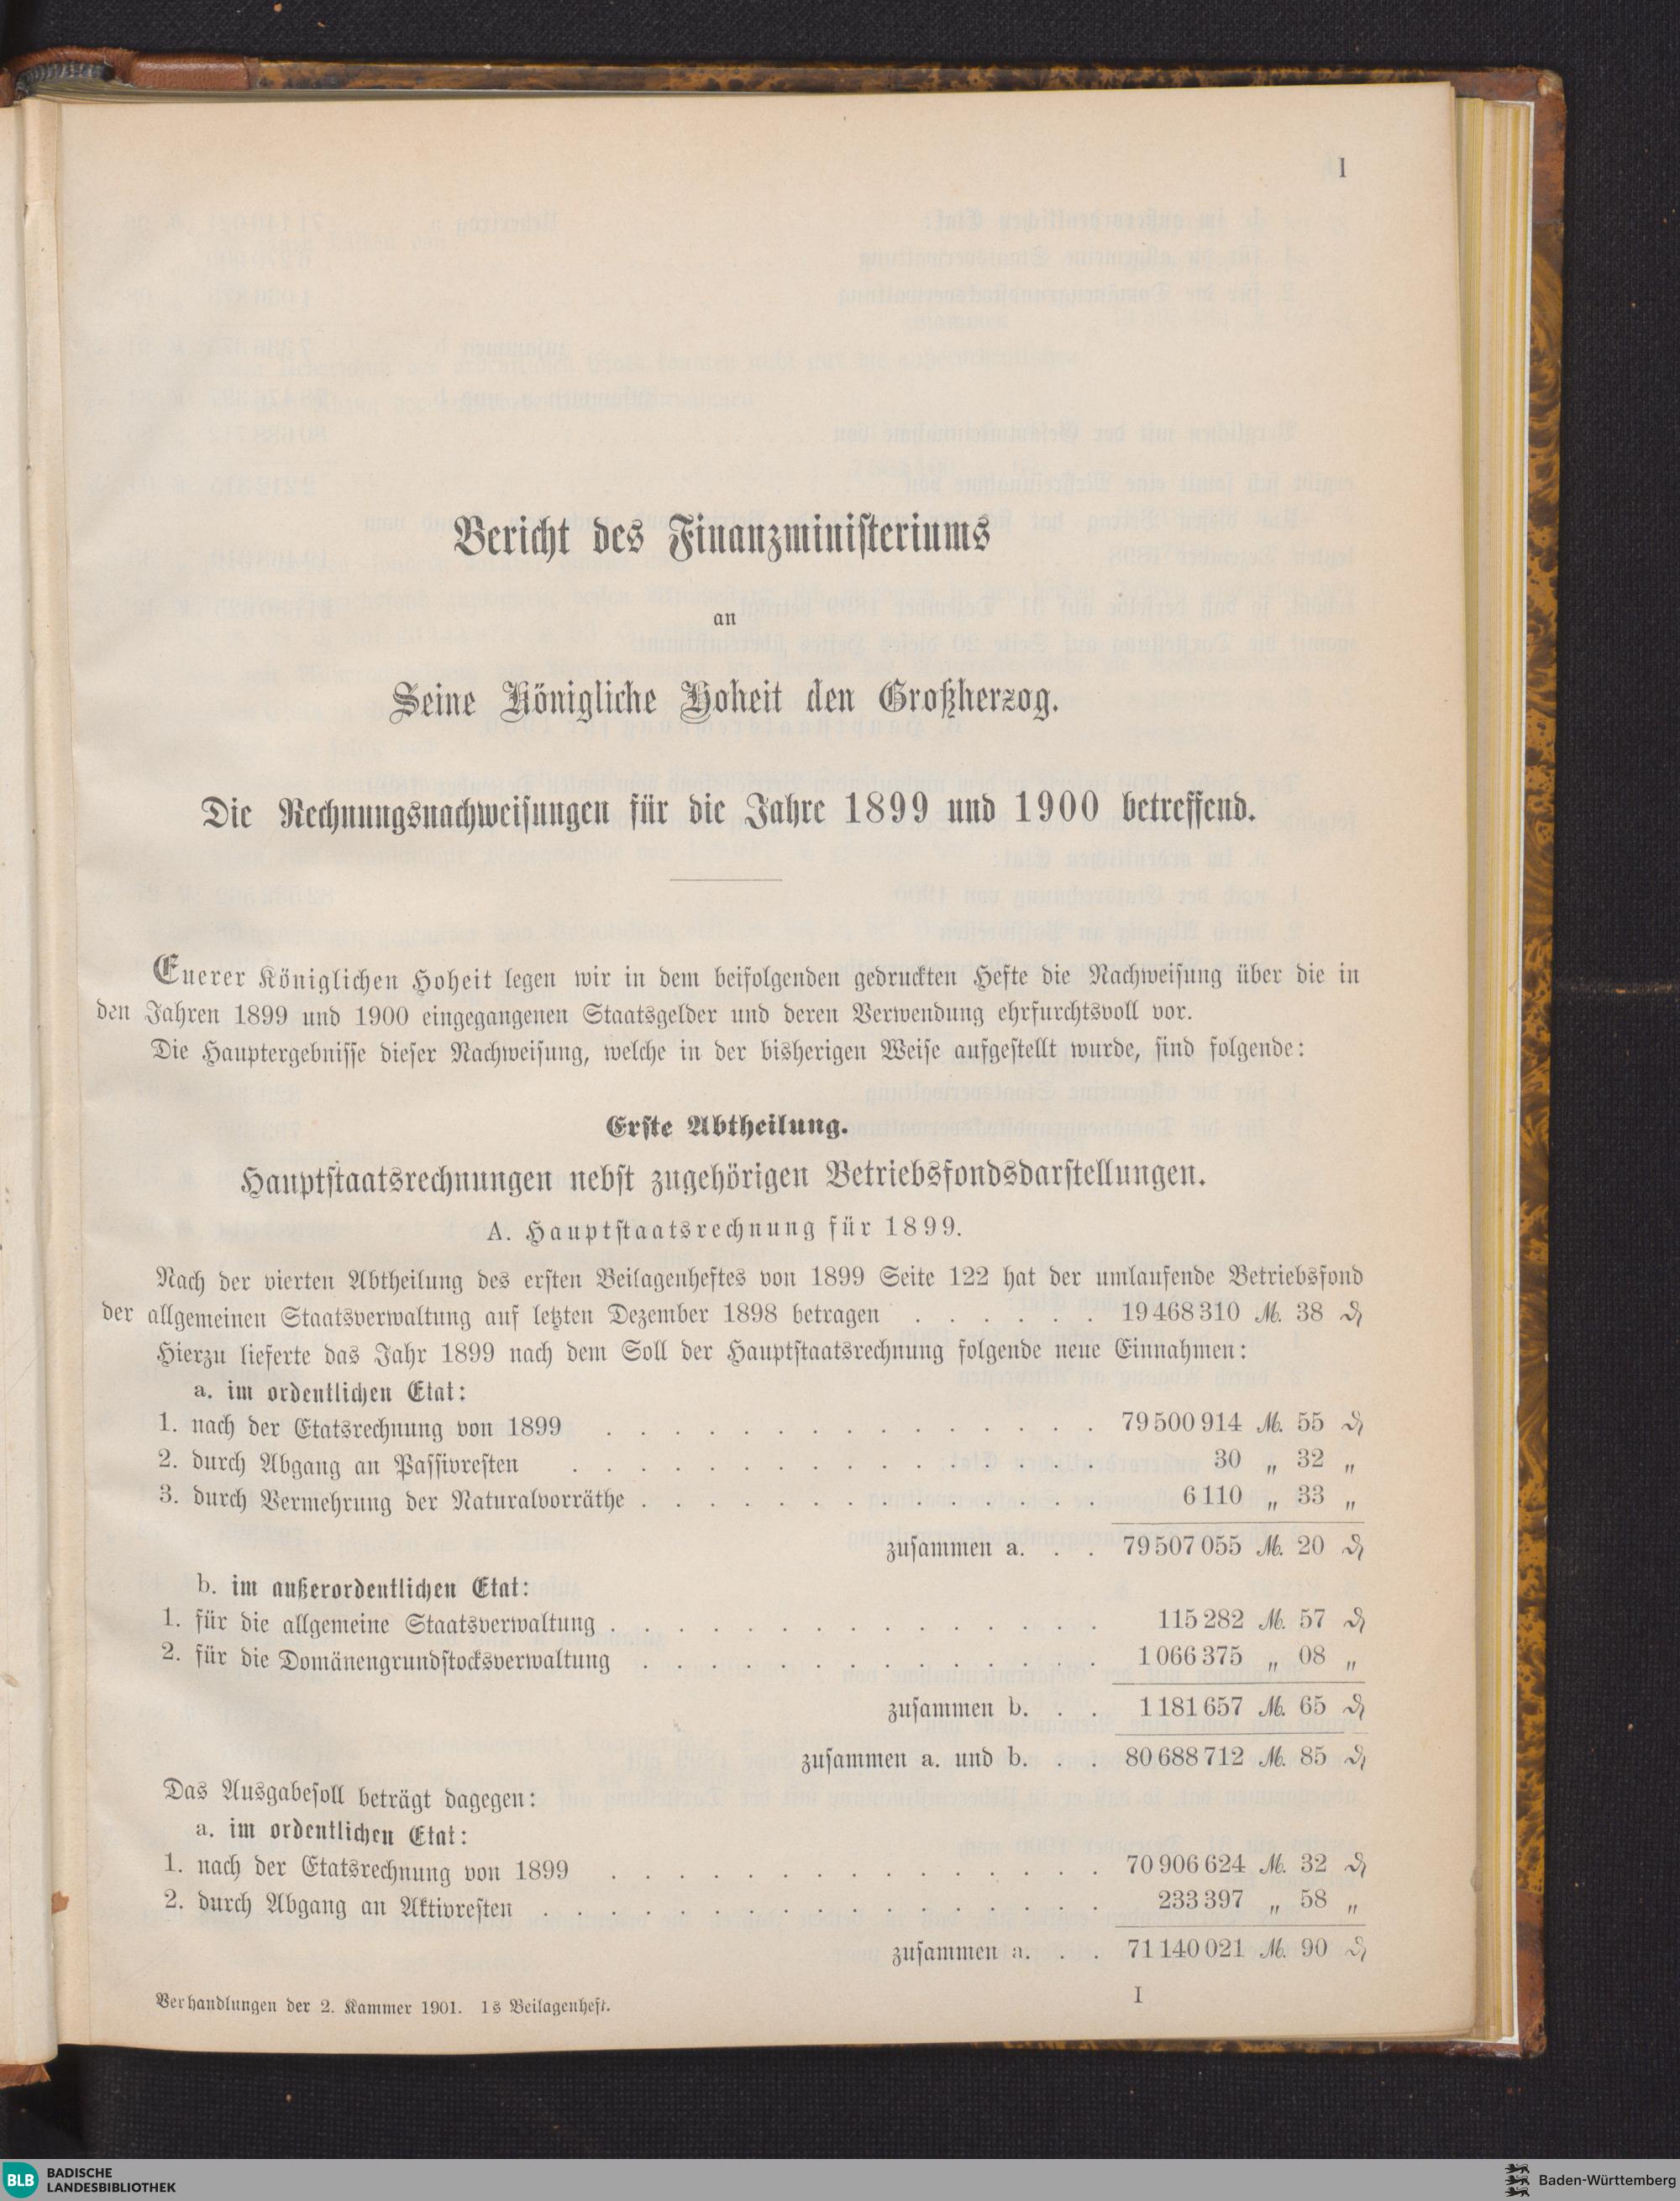 1
Bericht des Finanzministeriums
an
Seine Königliche Hoheit den Großherzog.
Die Rechnungsnachweisungen für die Jahre 1899 und 1900 betreffend.
Euerer Königlichen Hoheit legen wir in dem beifolgenden gedruckten Hefte die Nachweisung über die in
den Jahren 1899 und 1900 eingegangenen Staatsgelder und deren Verwendung ehrfurchtsvoll vor.
Die Hauptergebnisse dieser Nachweisung, welche in der bisherigen Weise aufgestellt wurde, sind folgende:
Erste Abtheilung.
Hauptstaatsrechnungen nebst zugehörigen Betriebsfondsdarstellungen.
A. Hauptstaatsrechnung für 1899.
Nach der vierten Abtheilung des ersten Beilagenheftes von 1899 Seite 122 hat der umlaufende Betriebsfond
der allgemeinen Staatsverwaltung auf letzten Dezember 1898 betragen . . . . . . 19 468 310 ℳ. 38 ₰
Hierzu lieferte das Jahr 1899 nach dem Soll der Hauptstaatsrechnung folgende neue Einnahmen:
a. im ordentlichen Etat:
1. nach der Etatsrechnung von 1899 . . . . . . . . . . . . . . . 79 500 914 ℳ. 55 ₰
2. durch Abgang an Passivresten . . . . . . . . . . . . . . . . 30 „ 32 „
3. durch Vermehrung der Naturalvorräthe . . . . . . . . . . . . . . 6 110 „ 33 „
zusammen a. . . 79 507 055 ℳ. 20 ₰
b. im außerordentlichen Etat:
1. für die allgemeine Staatsverwaltung . . . . . . . . . . . . . . . 115 282 ℳ. 57 ₰
2. für die Domänengrundstocksverwaltung . . . . . . . . . . . . . . 1 066 375 „ 08 „
zusammen b. . . 1 181 657 ℳ. 65 ₰
zusammen a. und b. . . 80 688 712 ℳ. 85 ₰
Das Ausgabesoll beträgt dagegen:
a. im ordentlichen Etat:
1. nach der Etatsrechnung von 1899 . . . . . . . . . . . . . . . 70 906 624 ℳ. 32 ₰
2. durch Abgang an Aktivresten . . . . . . . . . . . . . . . . . 233 397 „ 58 „
zusammen a. . . 71 140 021 ℳ. 90 ₰
Verhandlungen der 2. Kammer 1901. 1s Beilagenheft. I
BLB BADISCHE
LANDESBIBLIOTHEK
Baden-Württemberg